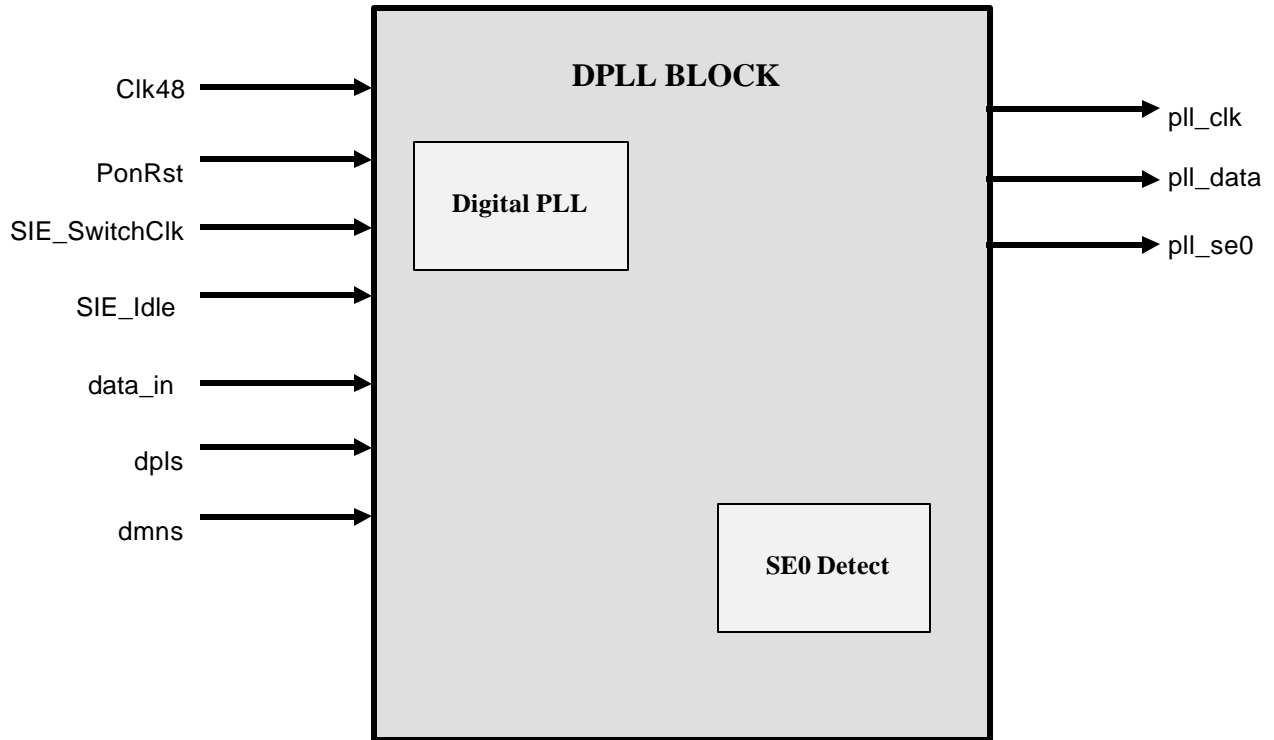 DPLL BLOCK
Clk48
PonRst
SIE_SwitchClk
SIE_Idle
data_in
dpls
dmns
Digital PLL
SE0 Detect
pll_clk
pll_data
pll_se0